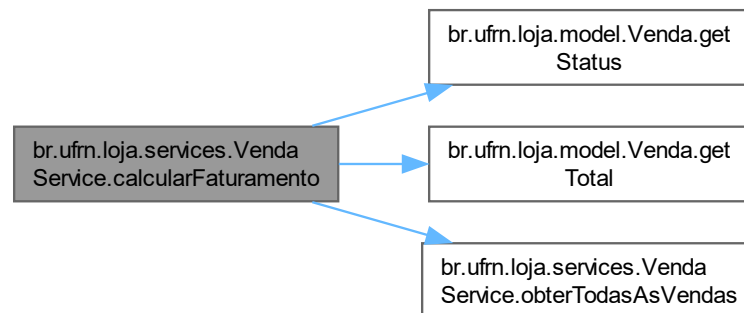 br.ufrn.loja.model.Venda.get
Status
br.ufrn.loja.services.Venda
Service.calcularFaturamento
br.ufrn.loja.model.Venda.get
Total
br.ufrn.loja.services.Venda
Service.obterTodasAsVendas